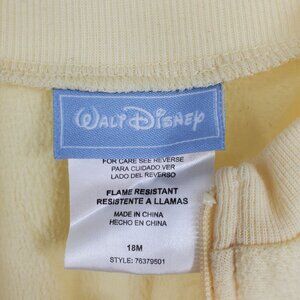 Walt Disney
FOR CARE SEE REVERSE
PARA CUIDADO VER
LADO DEL REVERSO
FLAME RESISTANT
RESISTENTE A LLAMAS
MADE IN CHINA
HECHO EN CHINA
18M
STYLE: 76379501